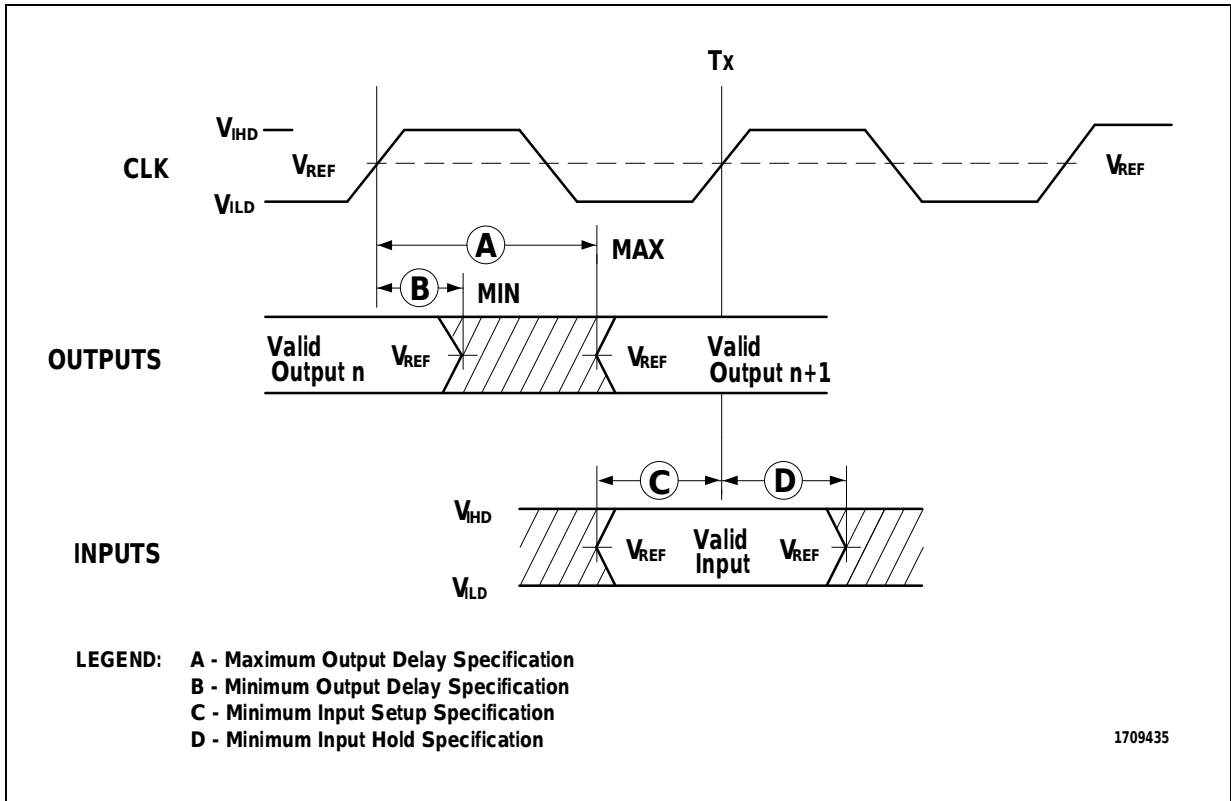 Tx
VIHD
CLK
VREF
VREF
VILD
A
MAX
B
MIN
OUTPUTS
Valid
Output n
VREF
VREF
Valid
Output n+1
C
D
VIHD
INPUTS
VREF
Valid
Input
VREF
VILD
LEGEND:
A - Maximum Output Delay Specification
B - Minimum Output Delay Specification
C - Minimum Input Setup Specification
D - Minimum Input Hold Specification
1709435